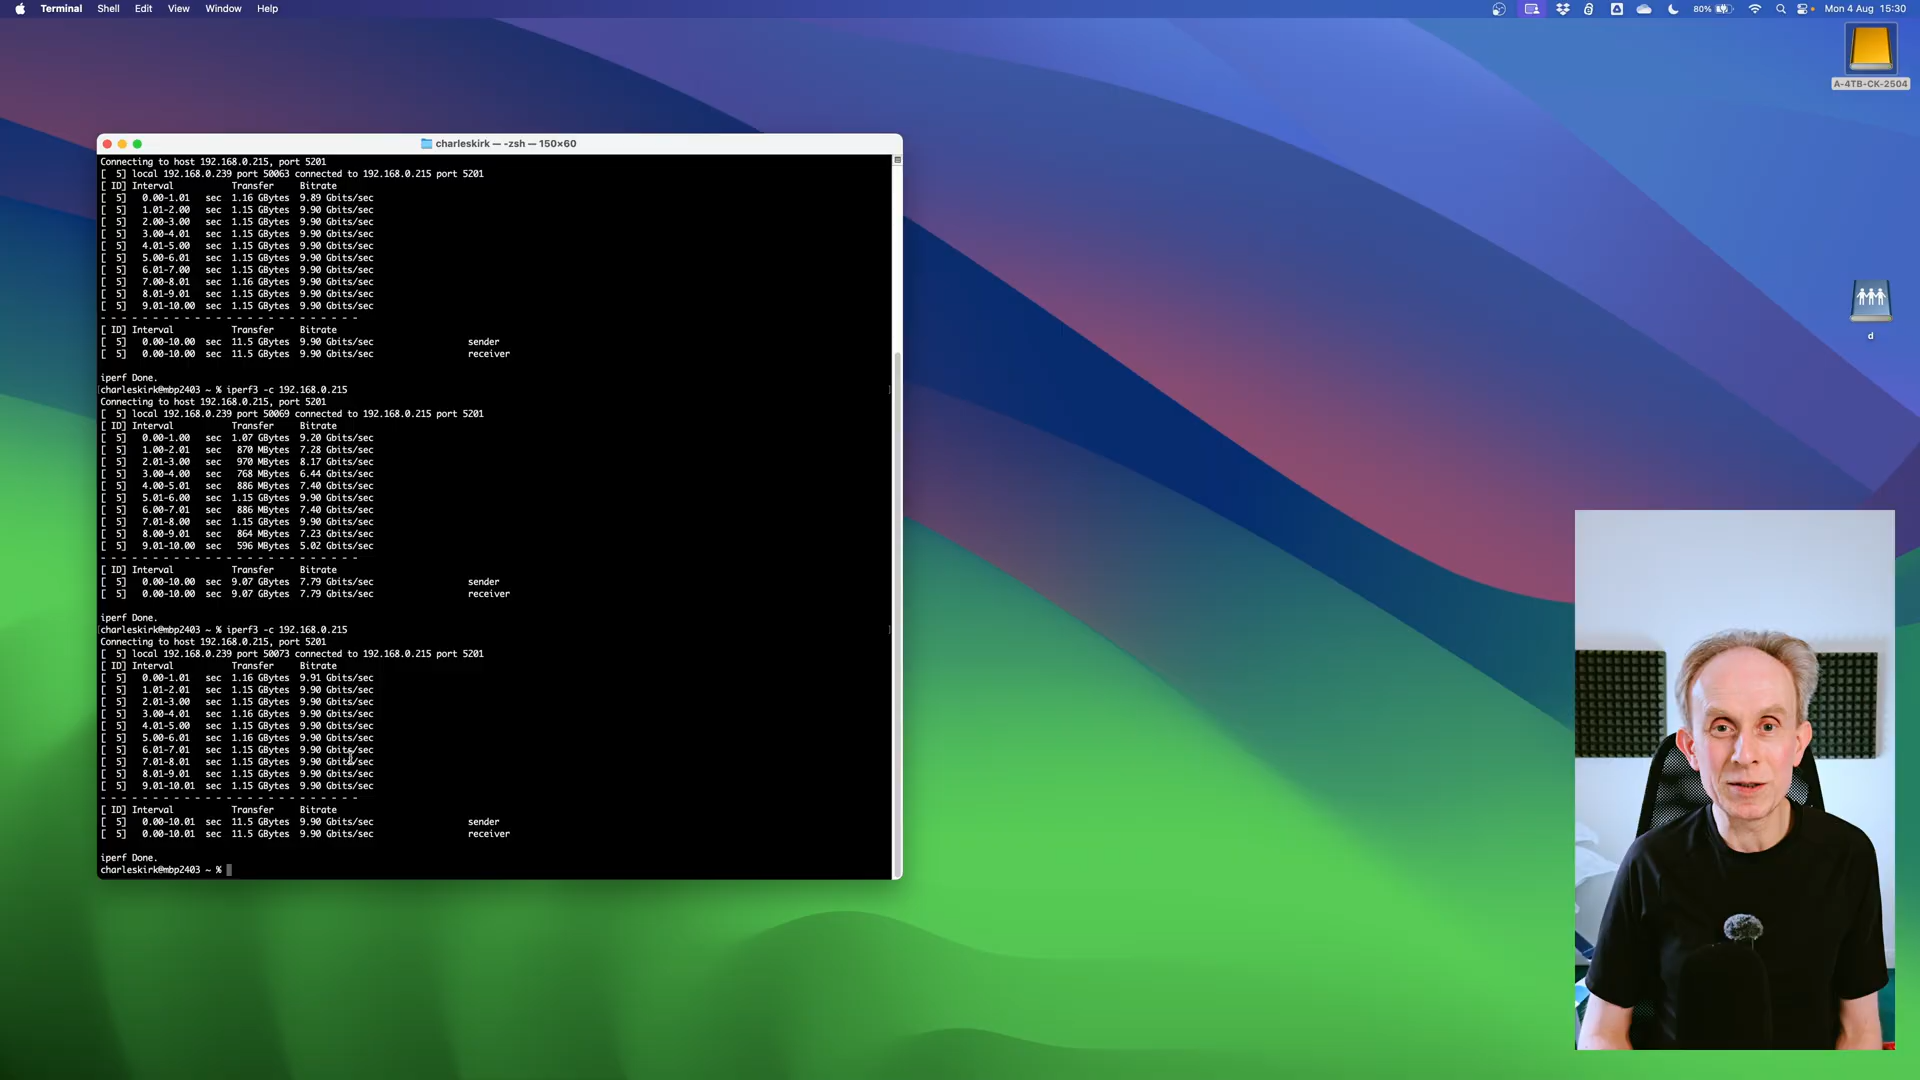 Terminal Shell Edit View Window Help 80% Mon 4 Aug 15:30
A-4TB-CK-2504
d
charleskirk — -zsh — 150×60
Connecting to host 192.168.0.215, port 5201
[  5] local 192.168.0.239 port 50063 connected to 192.168.0.215 port 5201
[ ID] Interval           Transfer     Bitrate
[  5]   0.00-1.01   sec  1.16 GBytes  9.89 Gbits/sec
[  5]   1.01-2.00   sec  1.15 GBytes  9.90 Gbits/sec
[  5]   2.00-3.00   sec  1.15 GBytes  9.90 Gbits/sec
[  5]   3.00-4.01   sec  1.15 GBytes  9.90 Gbits/sec
[  5]   4.01-5.00   sec  1.15 GBytes  9.90 Gbits/sec
[  5]   5.00-6.01   sec  1.15 GBytes  9.90 Gbits/sec
[  5]   6.01-7.00   sec  1.15 GBytes  9.90 Gbits/sec
[  5]   7.00-8.01   sec  1.16 GBytes  9.90 Gbits/sec
[  5]   8.01-9.01   sec  1.15 GBytes  9.90 Gbits/sec
[  5]   9.01-10.00  sec  1.15 GBytes  9.90 Gbits/sec
- - - - - - - - - - - - - - - - - - - - - - - - -
[ ID] Interval           Transfer     Bitrate
[  5]   0.00-10.00  sec  11.5 GBytes  9.90 Gbits/sec                  sender
[  5]   0.00-10.00  sec  11.5 GBytes  9.90 Gbits/sec                  receiver
iperf Done.
[charleskirk@mbp2403 ~ % iperf3 -c 192.168.0.215 ]
Connecting to host 192.168.0.215, port 5201
[  5] local 192.168.0.239 port 50069 connected to 192.168.0.215 port 5201
[ ID] Interval           Transfer     Bitrate
[  5]   0.00-1.00   sec  1.07 GBytes  9.20 Gbits/sec
[  5]   1.00-2.01   sec   870 MBytes  7.28 Gbits/sec
[  5]   2.01-3.00   sec   970 MBytes  8.17 Gbits/sec
[  5]   3.00-4.00   sec   768 MBytes  6.44 Gbits/sec
[  5]   4.00-5.01   sec   886 MBytes  7.40 Gbits/sec
[  5]   5.01-6.00   sec  1.15 GBytes  9.90 Gbits/sec
[  5]   6.00-7.01   sec   886 MBytes  7.40 Gbits/sec
[  5]   7.01-8.00   sec  1.15 GBytes  9.90 Gbits/sec
[  5]   8.00-9.01   sec   864 MBytes  7.23 Gbits/sec
[  5]   9.01-10.00  sec   596 MBytes  5.02 Gbits/sec
- - - - - - - - - - - - - - - - - - - - - - - - -
[ ID] Interval           Transfer     Bitrate
[  5]   0.00-10.00  sec  9.07 GBytes  7.79 Gbits/sec                  sender
[  5]   0.00-10.00  sec  9.07 GBytes  7.79 Gbits/sec                  receiver
iperf Done.
[charleskirk@mbp2403 ~ % iperf3 -c 192.168.0.215 ]
Connecting to host 192.168.0.215, port 5201
[  5] local 192.168.0.239 port 50073 connected to 192.168.0.215 port 5201
[ ID] Interval           Transfer     Bitrate
[  5]   0.00-1.01   sec  1.16 GBytes  9.91 Gbits/sec
[  5]   1.01-2.01   sec  1.15 GBytes  9.90 Gbits/sec
[  5]   2.01-3.00   sec  1.15 GBytes  9.90 Gbits/sec
[  5]   3.00-4.01   sec  1.16 GBytes  9.90 Gbits/sec
[  5]   4.01-5.00   sec  1.15 GBytes  9.90 Gbits/sec
[  5]   5.00-6.01   sec  1.16 GBytes  9.90 Gbits/sec
[  5]   6.01-7.01   sec  1.15 GBytes  9.90 Gbits/sec
[  5]   7.01-8.01   sec  1.15 GBytes  9.90 Gbits/sec
[  5]   8.01-9.01   sec  1.15 GBytes  9.90 Gbits/sec
[  5]   9.01-10.01  sec  1.15 GBytes  9.90 Gbits/sec
- - - - - - - - - - - - - - - - - - - - - - - - -
[ ID] Interval           Transfer     Bitrate
[  5]   0.00-10.01  sec  11.5 GBytes  9.90 Gbits/sec                  sender
[  5]   0.00-10.01  sec  11.5 GBytes  9.90 Gbits/sec                  receiver
iperf Done.
charleskirk@mbp2403 ~ %